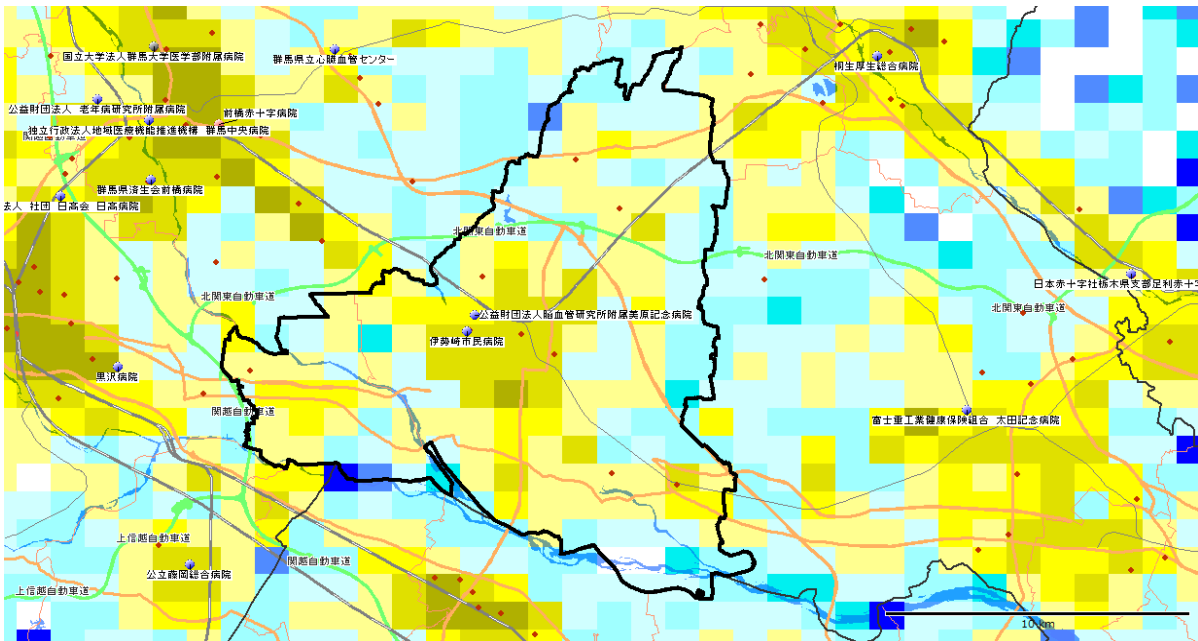 国立大学法人群馬大学医学部附属病院
群馬県立心臓血管センター
桐生厚生総合病院
公益財団法人 老年病研究所附属病院
前橋赤十字病院
独立行政法人地域医療機能推進機構 群馬中央病院
関越自動車道
群馬県済生会前橋病院
法人 社団 日高会 日高病院
北関東自動車道
北関東自動車道
日本赤十字社栃木県支部足利赤十字
北関東自動車道
北関東自動車道
公益財団法人脳血管研究所附属美原記念病院
伊勢崎市民病院
黒沢病院
関越自動車道
富士重工業健康保険組合 太田記念病院
上信越自動車道
関越自動車道
公立藤岡総合病院
上信越自動車道
10 km